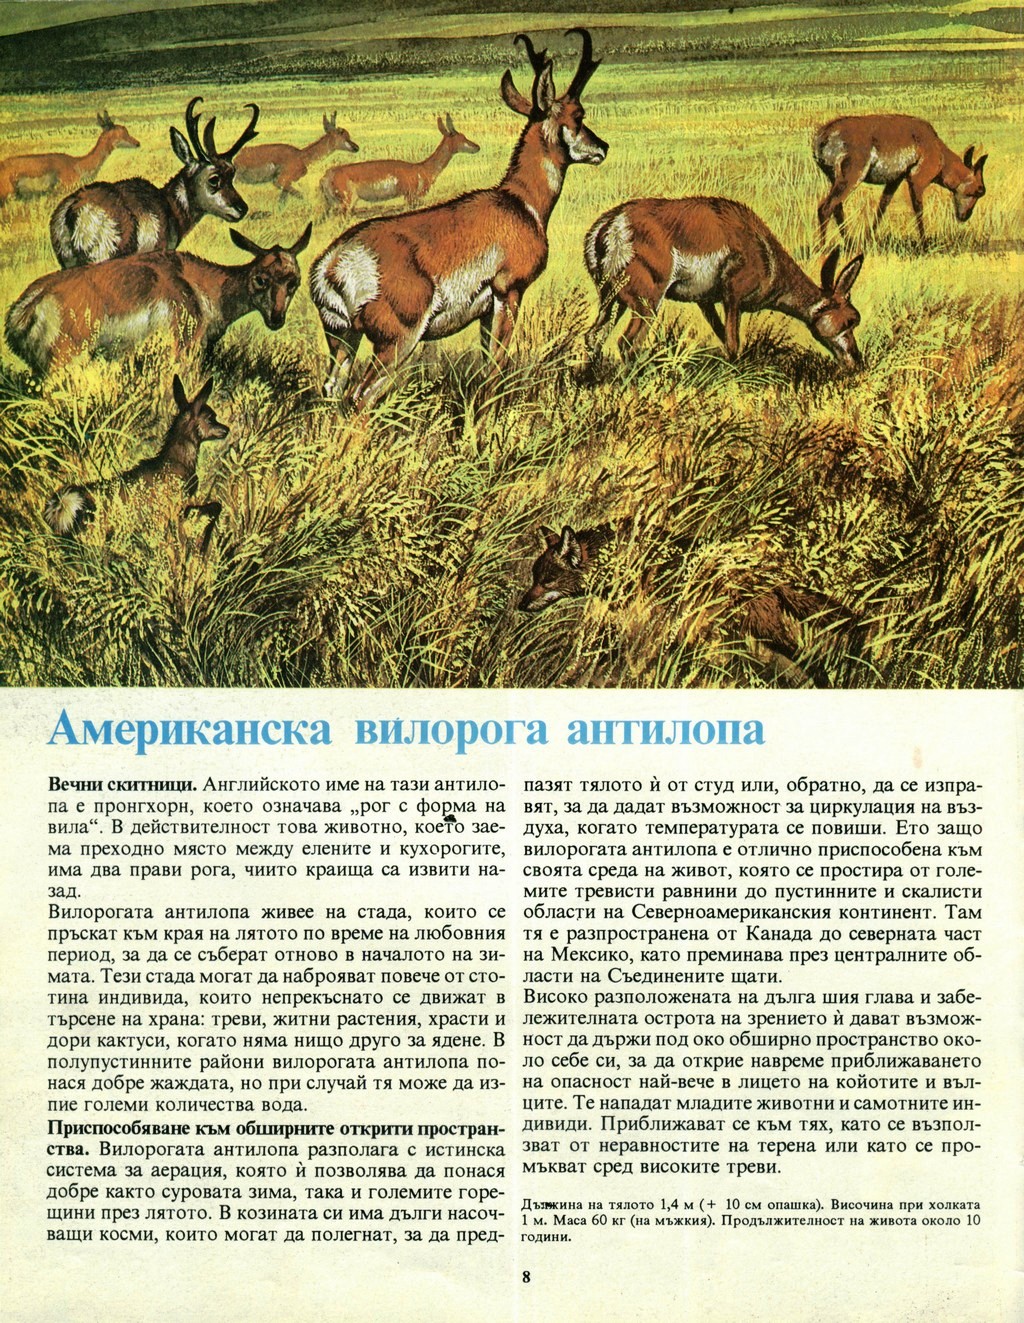 Американска вилорога антилопа
Вечни скитници. Английското име на тази антило-
па е пронгхорн, което означава „рог с форма на
вила“. В действителност това животно, което зае-
ма преходно място между елените и кухорогите,
има два прави рога, чиито краища са извити на-
зад.
Вилорогата антилопа живее на стада, които се
пръскат към края на лятото по време на любовния
период, за да се съберат отново в началото на зи-
мата. Тези стада могат да наброяват повече от сто-
тина индивида, които непрекъснато се движат в
търсене на храна: треви, житни растения, храсти и
дори кактуси, когато няма нищо друго за ядене. В
полупустинните райони вилорогата антилопа по-
нася добре жаждата, но при случай тя може да из-
пие големи количества вода.
Приспособяване към обширните открити простран-
ства. Вилорогата антилопа разполага с истинска
система за аерация, която ѝ позволява да понася
добре както суровата зима, така и големите горе-
щини през лятото. В козината си има дълги насоч-
ващи косми, които могат да полегнат, за да пред-
пазят тялото ѝ от студ или, обратно, да се изпра-
вят, за да дадат възможност за циркулация на въз-
духа, когато температурата се повиши. Ето защо
вилорогата антилопа е отлично приспособена към
своята среда на живот, която се простира от голе-
мите тревисти равнини до пустинните и скалисти
области на Северноамериканския континент. Там
тя е разпространена от Канада до северната част
на Мексико, като преминава през централните об-
ласти на Съединените щати.
Високо разположената на дълга шия глава и забе-
лежителната острота на зрението ѝ дават възмож-
ност да държи под око обширно пространство око-
ло себе си, за да открие навреме приближаването
на опасност най-вече в лицето на койотите и въл-
ците. Те нападат младите животни и самотните ин-
дивиди. Приближават се към тях, като се възпол-
зват от неравностите на терена или като се про-
мъкват сред високите треви.
Дължина на тялото 1,4 м (+ 10 см опашка). Височина при холката
1 м. Маса 60 кг (на мъжкия). Продължителност на живота около 10
години.
8